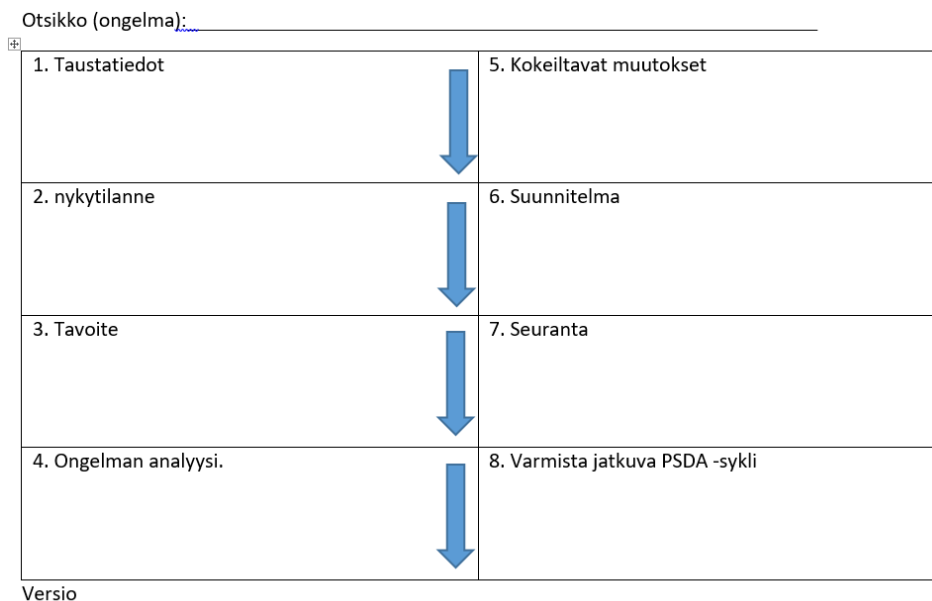 Otsikko (ongelma):
1. Taustatiedot
2. nykytilanne
3. Tavoite
4. Ongelman analyysi.
5. Kokeiltavat muutokset
6. Suunnitelma
7. Seuranta
8. Varmista jatkuva PSDA -sykli
Versio